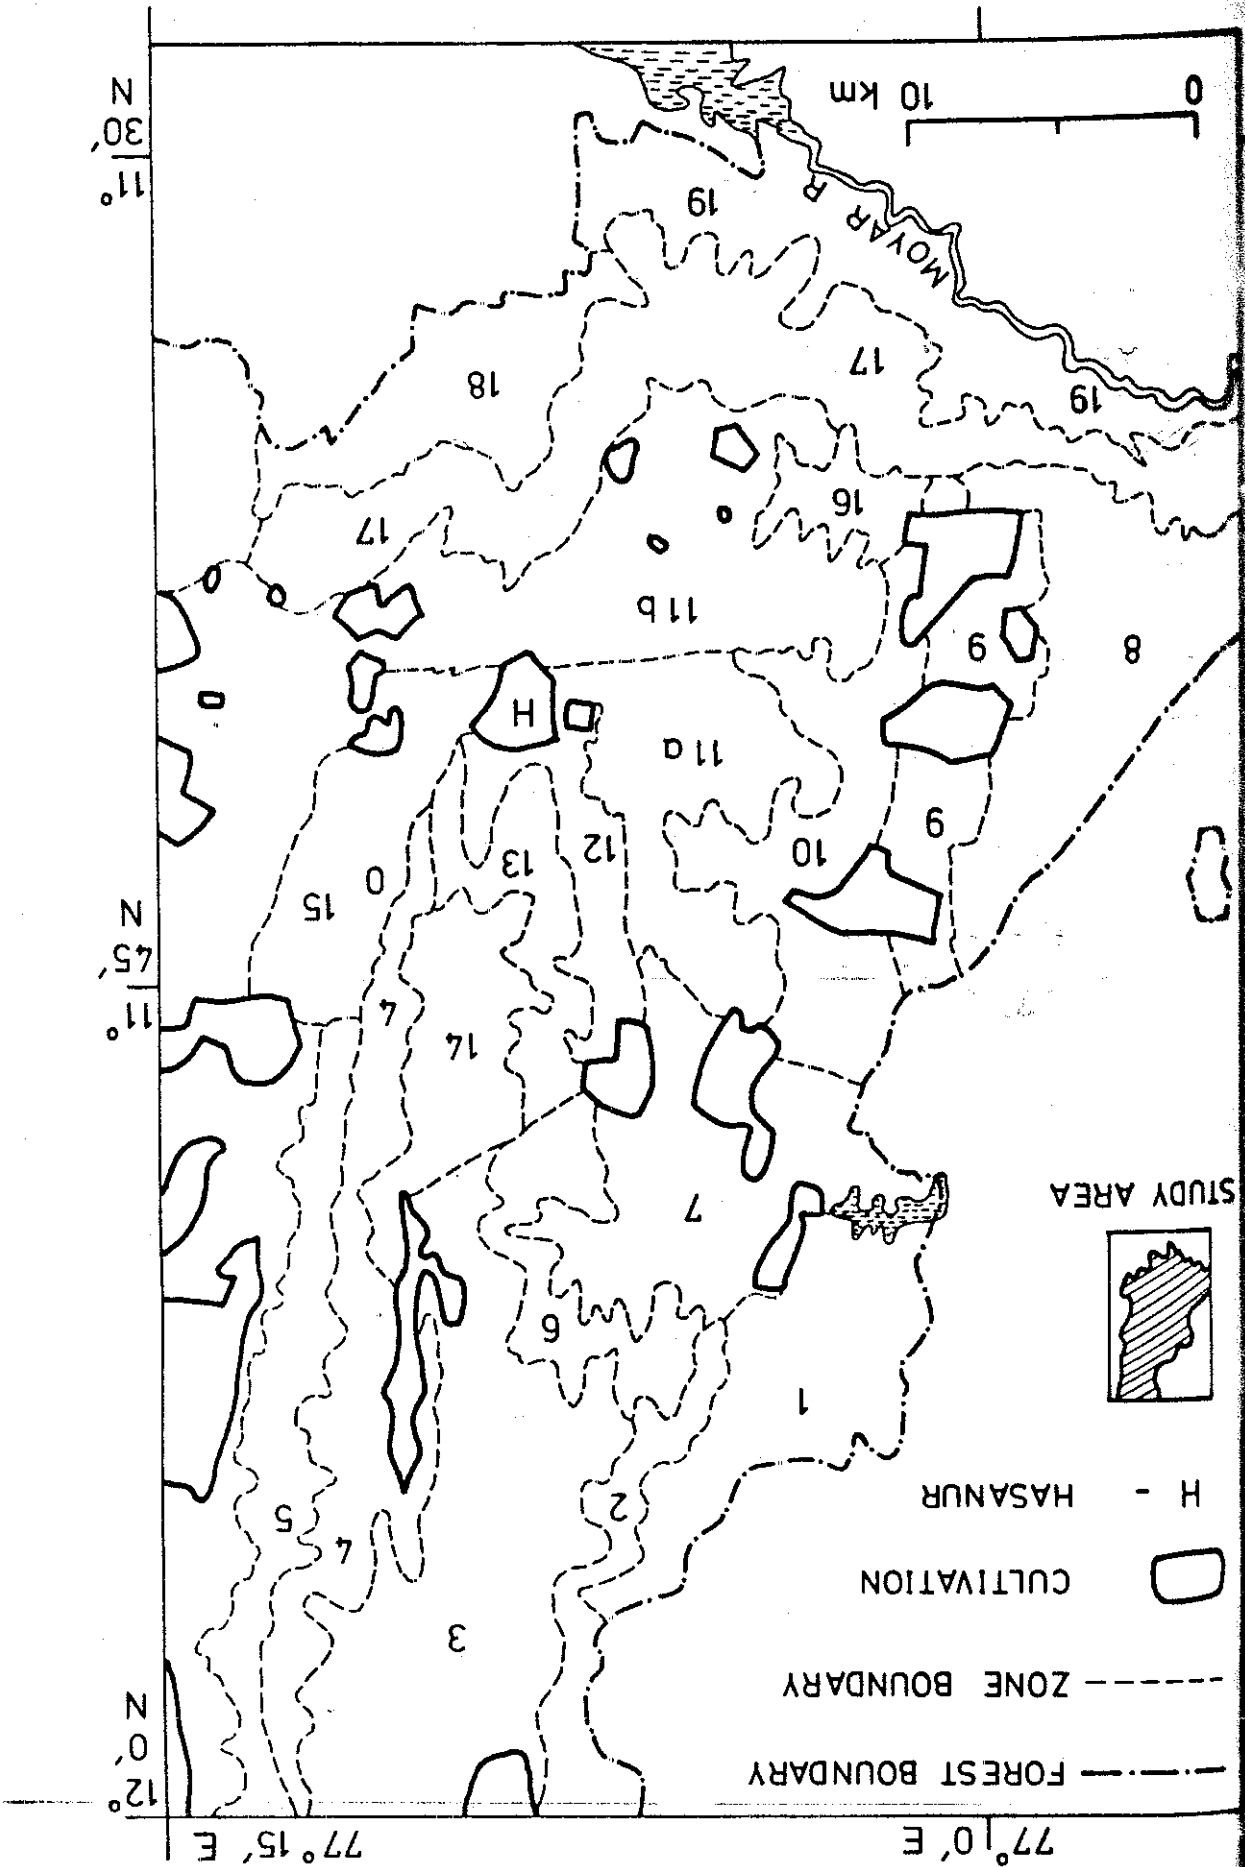 77° 0' E
77° 15' E
12°
0'
N
FOREST BOUNDARY
ZONE BOUNDARY
CULTIVATION
H - HASANUR
STUDY AREA
3
4
5
2
1
6
7
14
4
11°
45'
N
15
0
13
12
10
9
11a
H
8
9
11b
16
17
17
18
19
19
MOYAR R
11°
30'
N
0 10 km